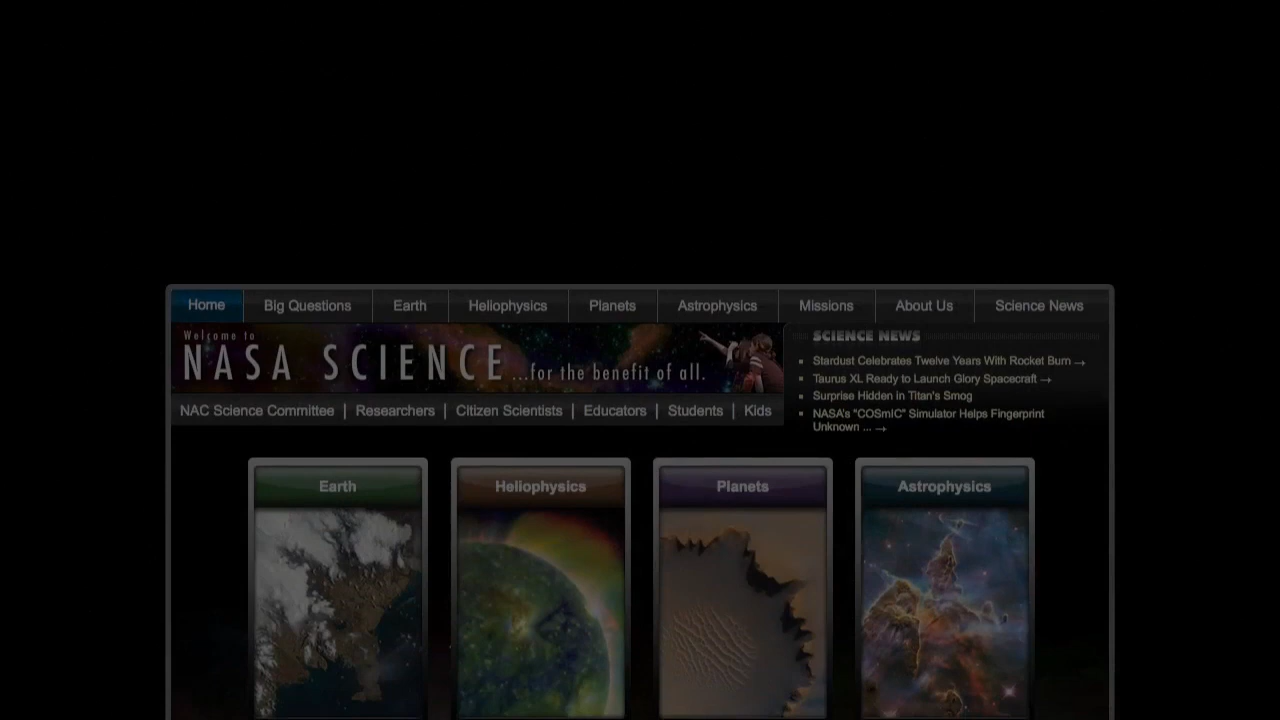 Home Big Questions Earth Heliophysics Planets Astrophysics Missions About Us Science News
Welcome to
NASA SCIENCE ...for the benefit of all.
NAC Science Committee | Researchers | Citizen Scientists | Educators | Students | Kids
SCIENCE NEWS
Stardust Celebrates Twelve Years With Rocket Burn →
Taurus XL Ready to Launch Glory Spacecraft →
Surprise Hidden in Titan's Smog
NASA's "COSmIC" Simulator Helps Fingerprint
Unknown ... →
Earth
Heliophysics
Planets
Astrophysics